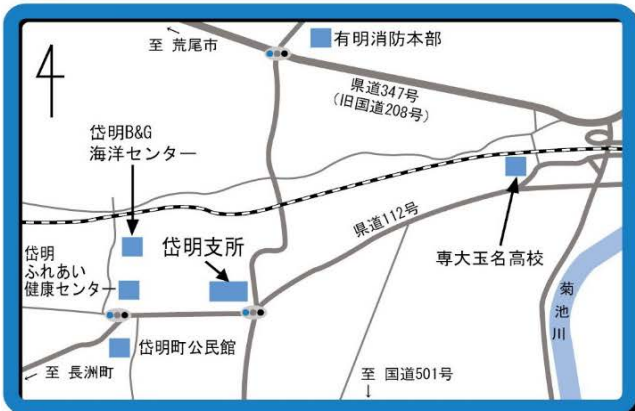 有明消防本部
← 至 荒尾市
県道347号
(旧国道208号)
岱明B&G
海洋センター
県道112号
岱明支所
専大玉名高校
岱明
ふれあい
健康センター
菊池川
岱明町公民館
← 至 長洲町
至 国道501号
↓